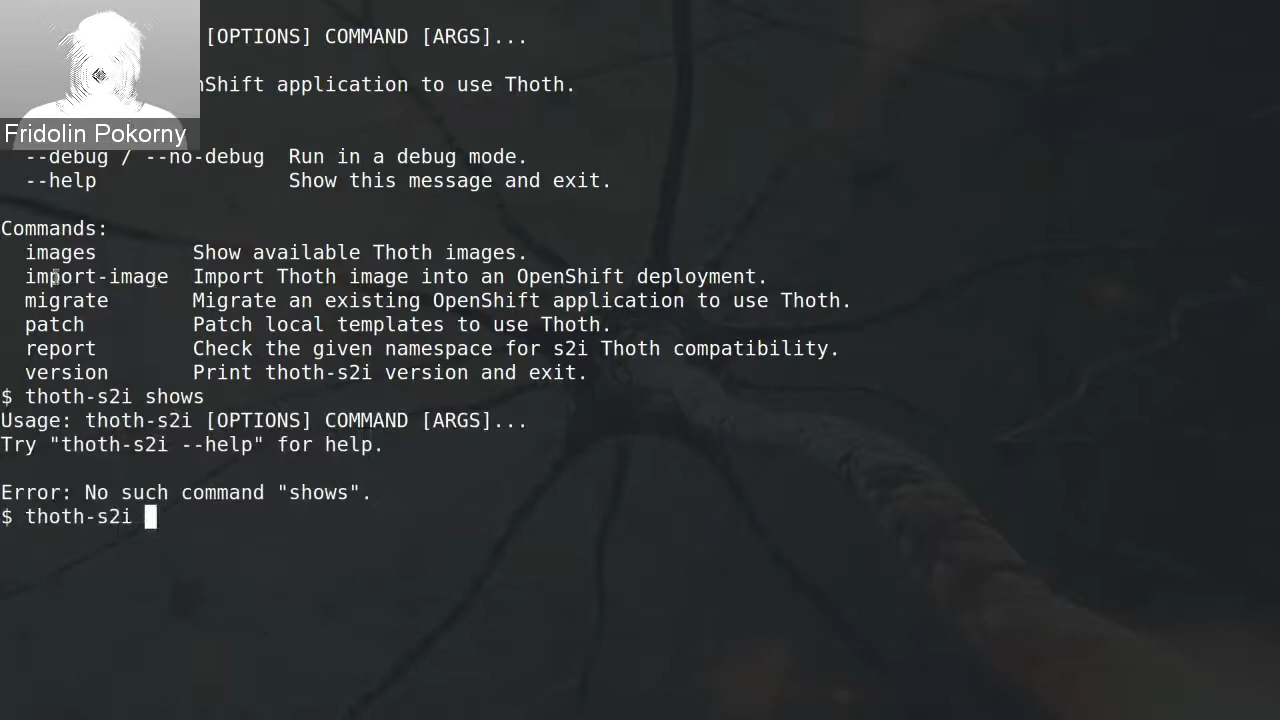 [OPTIONS] COMMAND [ARGS]...
Shift application to use Thoth.
Fridolin Pokorny
--debug / --no-debug  Run in a debug mode.
--help                Show this message and exit.
Commands:
images        Show available Thoth images.
import-image  Import Thoth image into an OpenShift deployment.
migrate       Migrate an existing OpenShift application to use Thoth.
patch         Patch local templates to use Thoth.
report        Check the given namespace for s2i Thoth compatibility.
version       Print thoth-s2i version and exit.
$ thoth-s2i shows
Usage: thoth-s2i [OPTIONS] COMMAND [ARGS]...
Try "thoth-s2i --help" for help.
Error: No such command "shows".
$ thoth-s2i